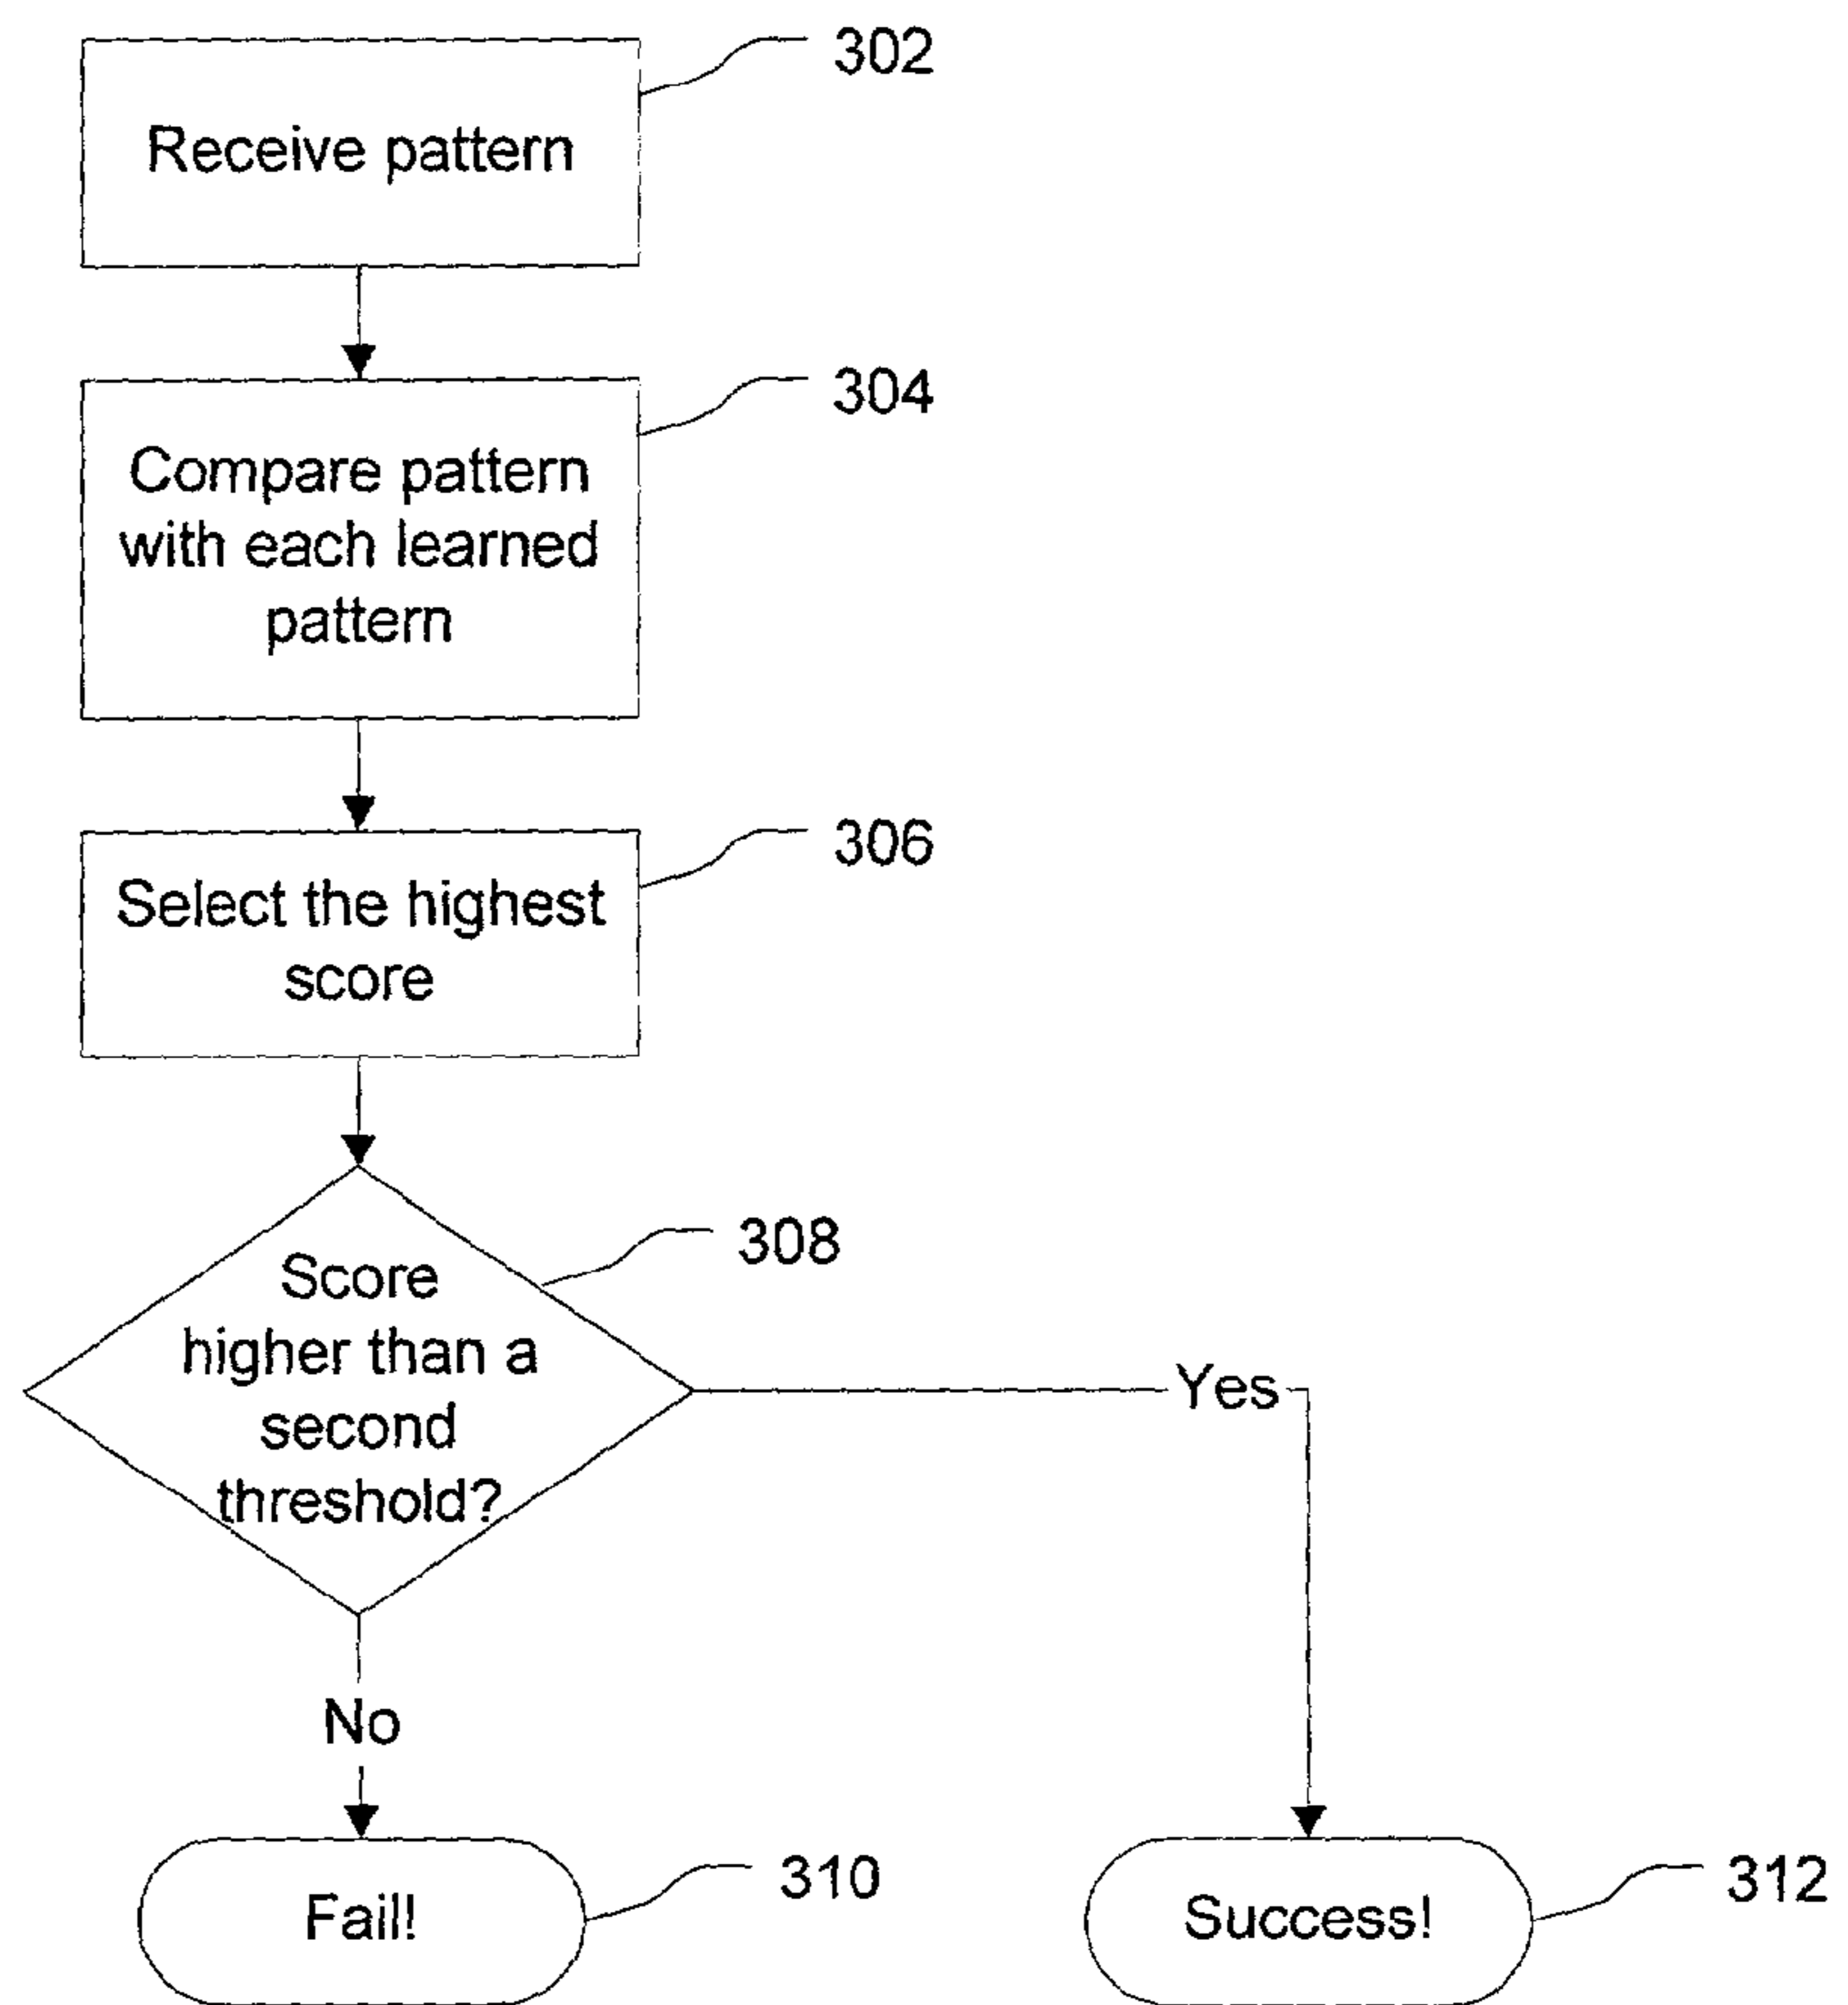 302
Receive pattern
304
Compare pattern
with each learned
pattern
306
Select the highest
score
308
Score
higher than a
second
threshold?
Yes
No
Fail!
310
Success!
312